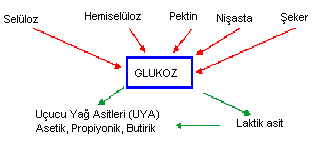 Selüloz Hemiselüloz Pektin Nişasta Şeker
GLUKOZ
Uçucu Yağ Asitleri (UYA)
Asetik, Propiyonik, Butirik
Laktik asit